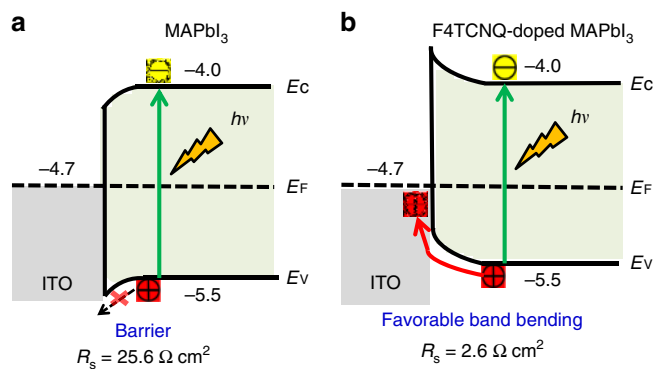 a
MAPbI₃
−4.0
EC
hν
−4.7
EF
ITO
EV
−5.5
Barrier
Rs = 25.6 Ω cm²
b
F4TCNQ-doped MAPbI₃
−4.0
EC
hν
−4.7
EF
ITO
EV
−5.5
Favorable band bending
Rs = 2.6 Ω cm²